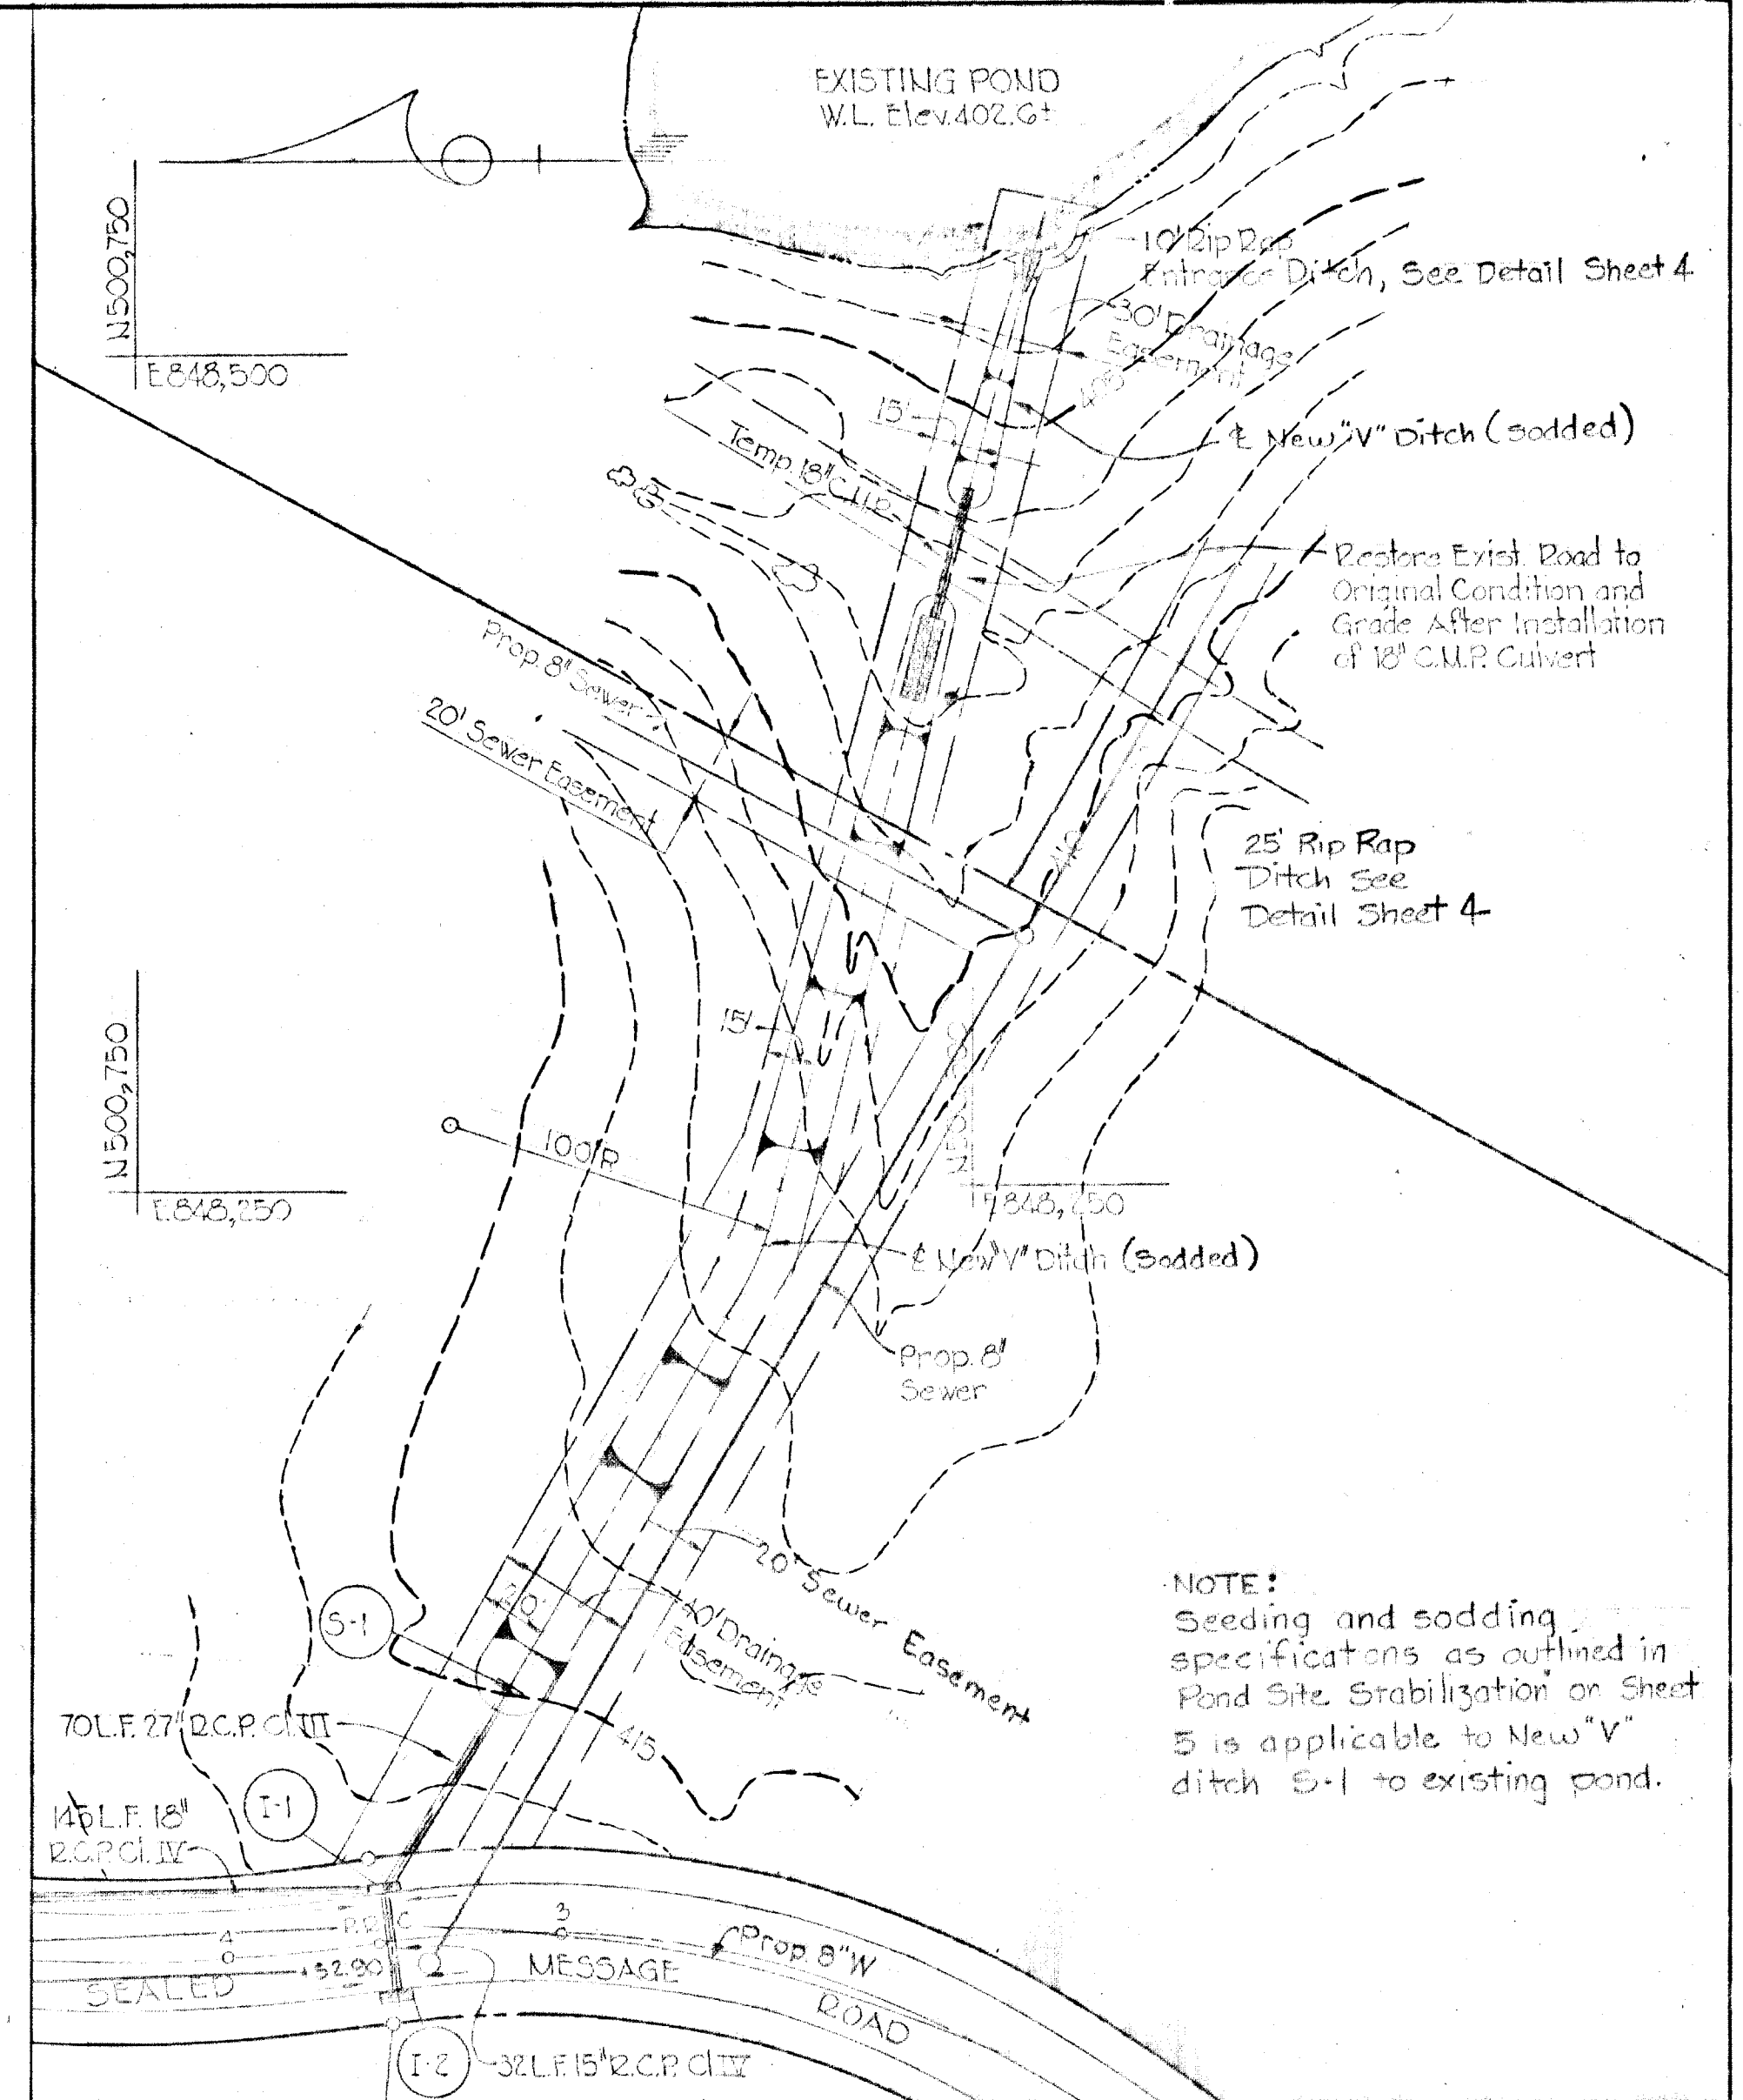 EXISTING POND
W.L. Elev. 402.6±
N500,750
E848,500
10' Rip Rap
Entrance Ditch, See Detail Sheet 4
30' Drainage
Easement
15'
℄ New "V" Ditch (sodded)
Temp. 18" C.M.P.
Restore Exist. Road to
Original Condition and
Grade After Installation
of 18" C.M.P. Culvert
Prop. 8" Sewer
20' Sewer Easement
25' Rip Rap
Ditch See
Detail Sheet 4
410
15'
N500,750
E.848,250
100'R
E848,250
℄ New "V" Ditch (sodded)
Prop. 8"
Sewer
20' Sewer Easement
20'
40' Drainage
Easement
S-1
415
70 L.F. 27" R.C.P. Cl. III
I-1
145 L.F. 18"
R.C.P. Cl. IV
NOTE:
Seeding and sodding
specifications as outlined in
Pond Site Stabilization on Sheet
5 is applicable to New "V"
ditch S-1 to existing pond.
4
3
P.R.C
+52.90
Prop. 8" W
SEALED MESSAGE ROAD
I-2
32 L.F. 15" R.C.P. Cl. IV